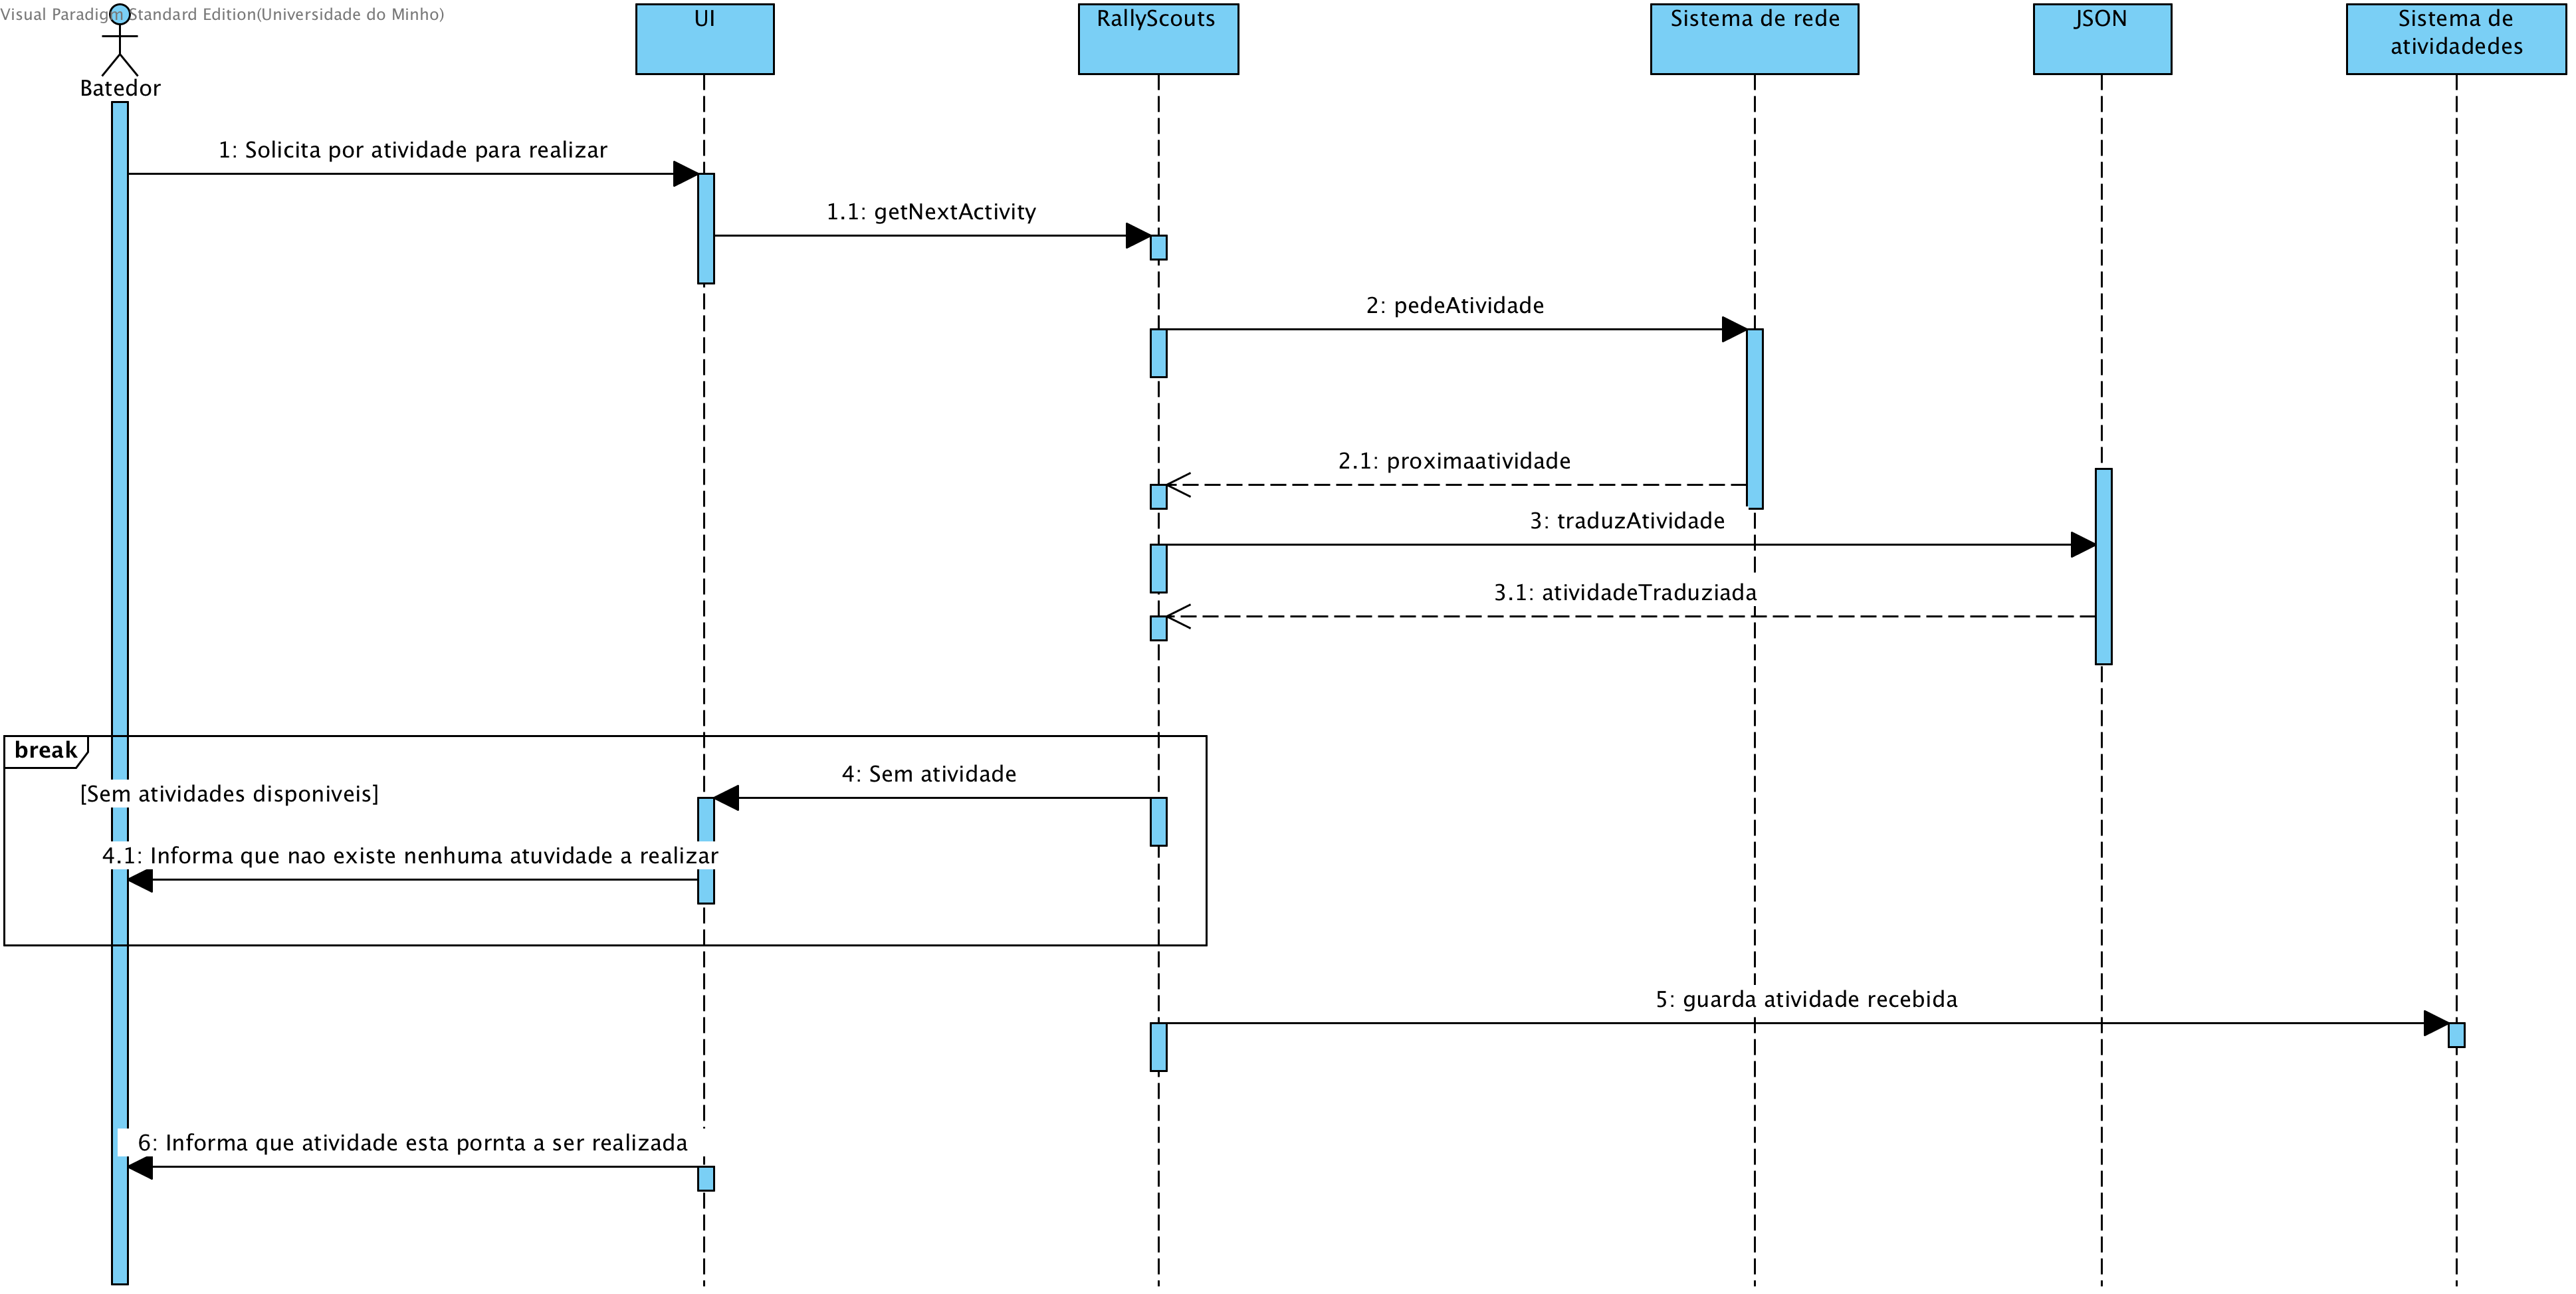 Visual Paradigm Standard Edition(Universidade do Minho)
Batedor
UI
RallyScouts
Sistema de rede
JSON
Sistema de
atividadedes
1: Solicita por atividade para realizar
1.1: getNextActivity
2: pedeAtividade
2.1: proximaatividade
3: traduzAtividade
3.1: atividadeTraduziada
break
4: Sem atividade
[Sem atividades disponiveis]
4.1: Informa que nao existe nenhuma atuvidade a realizar
5: guarda atividade recebida
6: Informa que atividade esta pornta a ser realizada